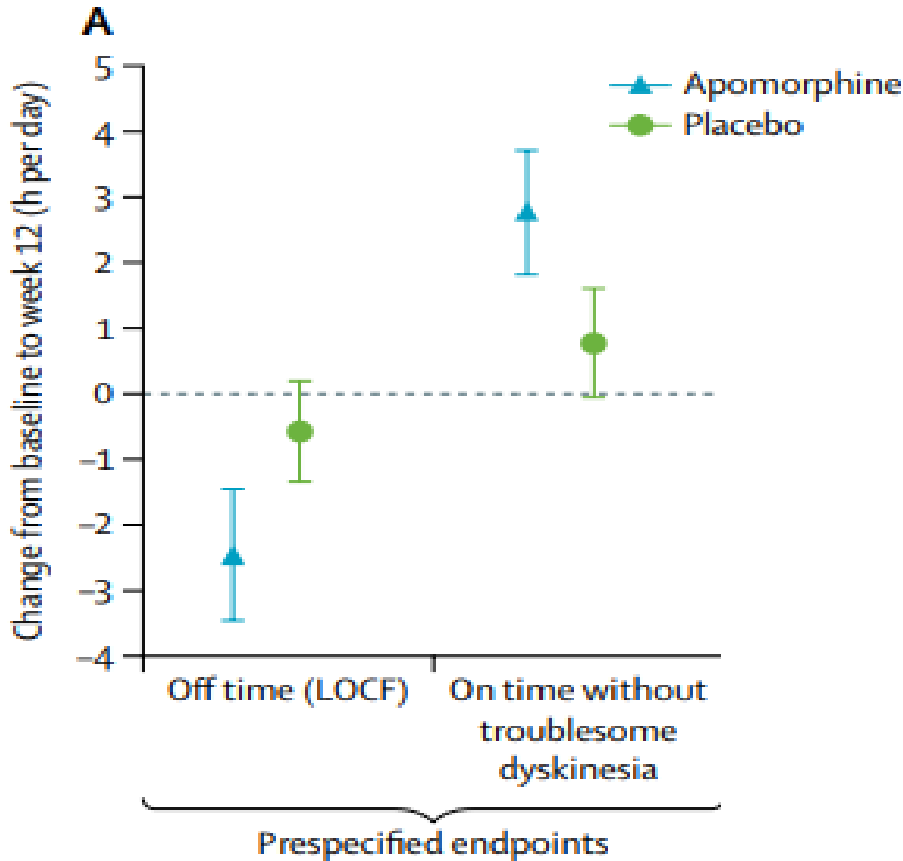 A
Change from baseline to week 12 (h per day)
5
4
3
2
1
0
–1
–2
–3
–4
Apomorphine
Placebo
Off time (LOCF)
On time without
troublesome
dyskinesia
Prespecified endpoints